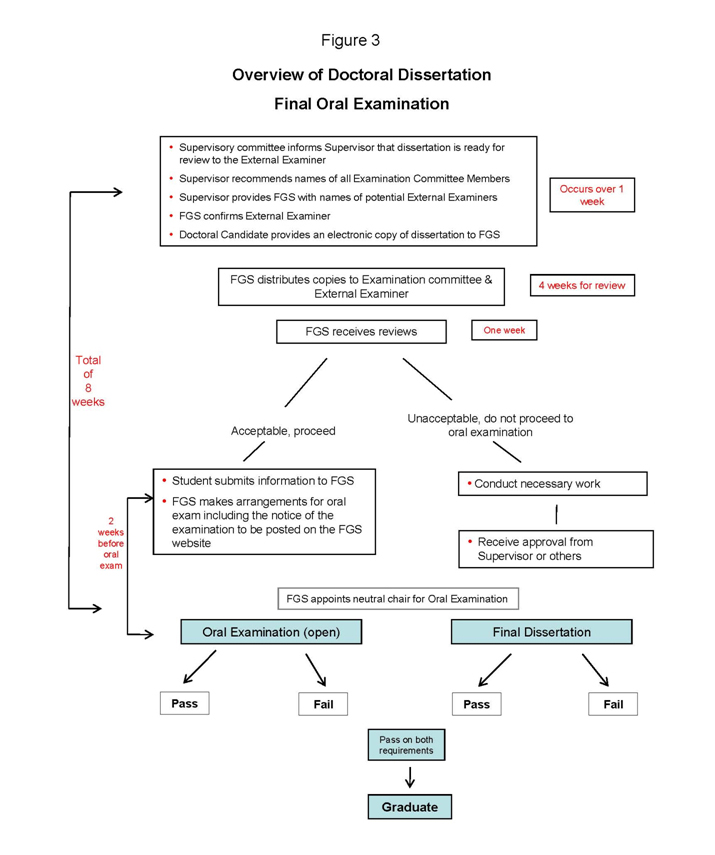 Figure 3
Overview of Doctoral Dissertation
Final Oral Examination
• Supervisory committee informs Supervisor that dissertation is ready for
review to the External Examiner
• Supervisor recommends names of all Examination Committee Members
• Supervisor provides FGS with names of potential External Examiners
• FGS confirms External Examiner
• Doctoral Candidate provides an electronic copy of dissertation to FGS
Occurs over 1
week
FGS distributes copies to Examination committee &
External Examiner
4 weeks for review
FGS receives reviews
One week
Total
of
8
weeks
Acceptable, proceed
Unacceptable, do not proceed to
oral examination
• Student submits information to FGS
• FGS makes arrangements for oral
exam including the notice of the
examination to be posted on the FGS
website
• Conduct necessary work
2
weeks
before
oral
exam
• Receive approval from
Supervisor or others
FGS appoints neutral chair for Oral Examination
Oral Examination (open)
Final Dissertation
Pass
Fail
Pass
Fail
Pass on both
requirements
Graduate